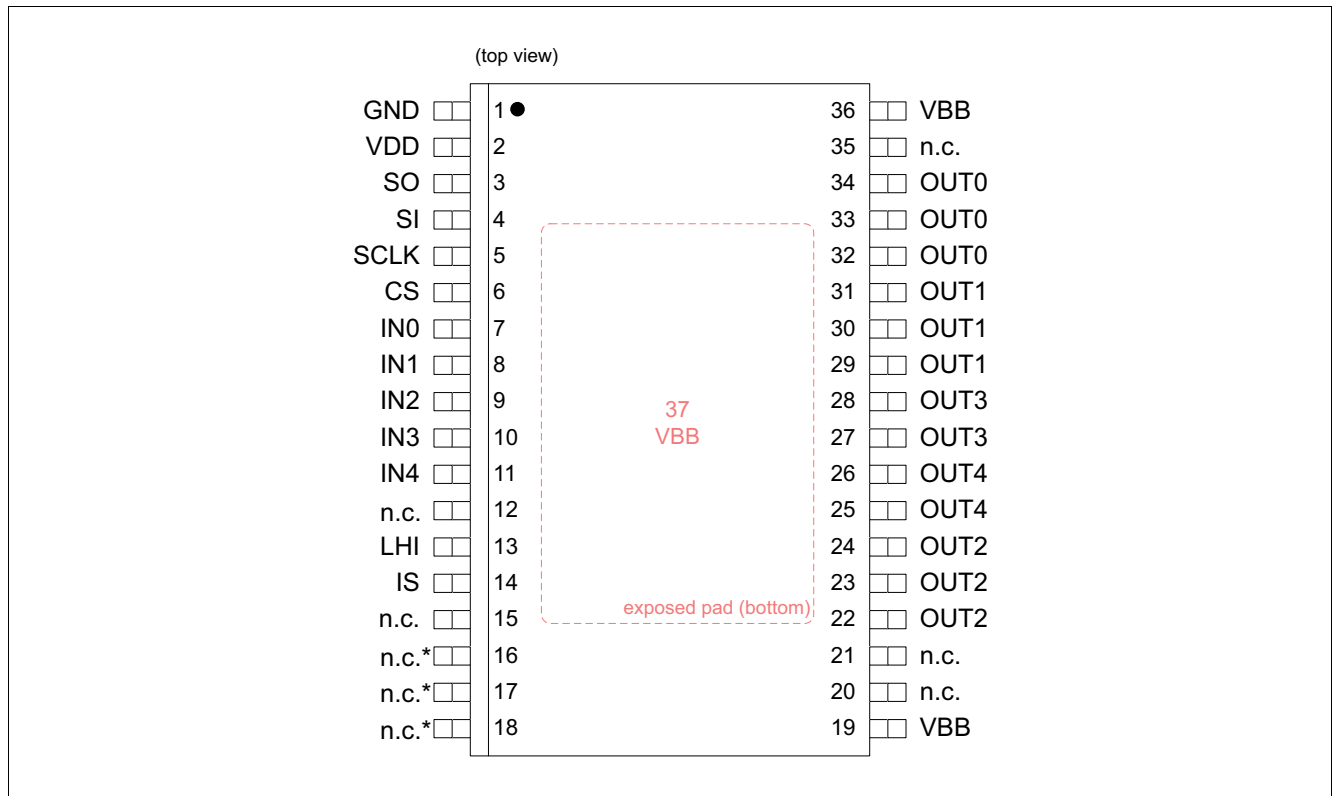 (top view)
GND 1 36 VBB
VDD 2 35 n.c.
SO 3 34 OUT0
SI 4 33 OUT0
SCLK 5 32 OUT0
CS 6 31 OUT1
IN0 7 30 OUT1
IN1 8 29 OUT1
IN2 9 28 OUT3
37
IN3 10 27 OUT3
VBB
IN4 11 26 OUT4
n.c. 12 25 OUT4
LHI 13 24 OUT2
IS 14 23 OUT2
exposed pad (bottom)
n.c. 15 22 OUT2
n.c.* 16 21 n.c.
n.c.* 17 20 n.c.
n.c.* 18 19 VBB